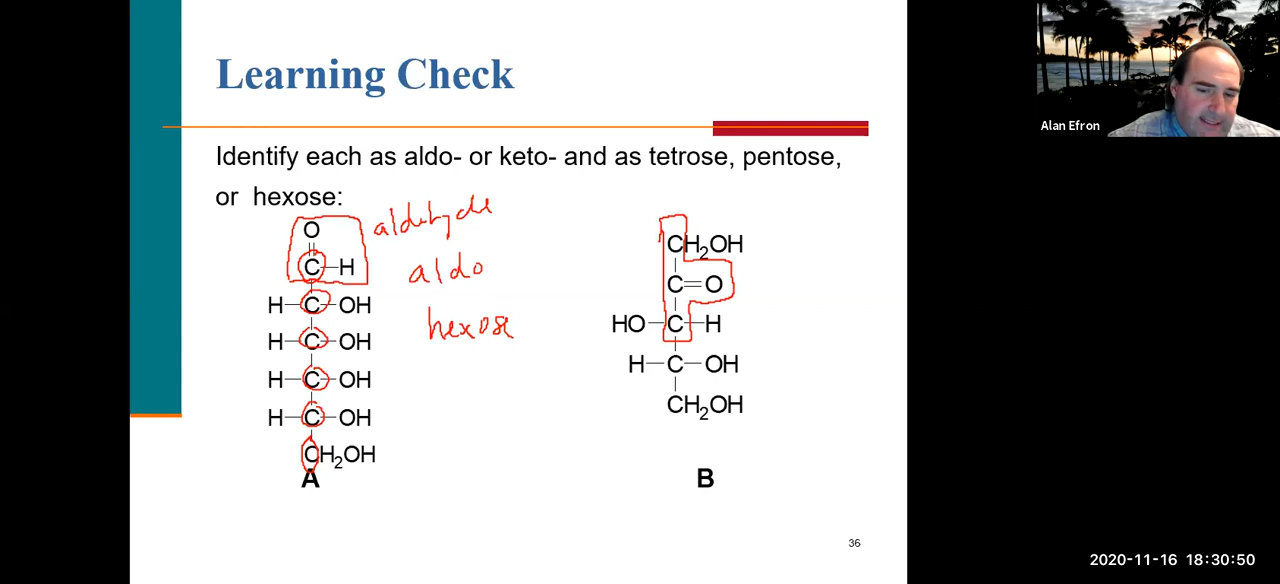 Learning Check
Alan Efron
Identify each as aldo- or keto- and as tetrose, pentose,
or hexose:
aldehyde
aldo
hexose
O
C H
H C OH
H C OH
H C OH
H C OH
CH2OH
A
CH2OH
C O
HO C H
H C OH
CH2OH
B
36
2020-11-16 18:30:50